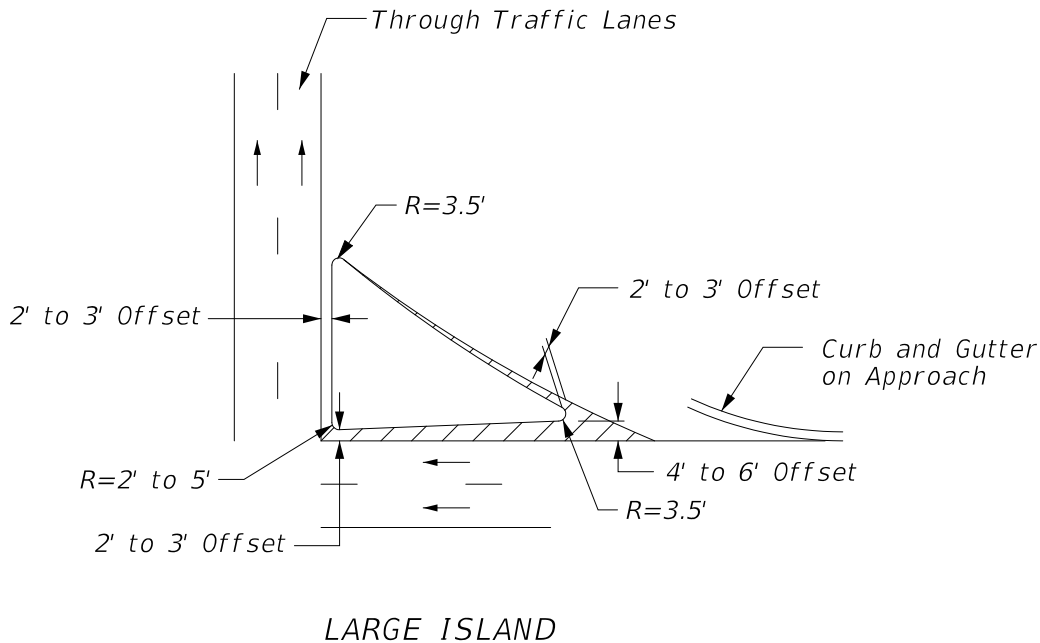 Through Traffic Lanes
R=3.5'
2' to 3' Offset
2' to 3' Offset
Curb and Gutter
on Approach
R=2' to 5'
4' to 6' Offset
R=3.5'
2' to 3' Offset
LARGE ISLAND